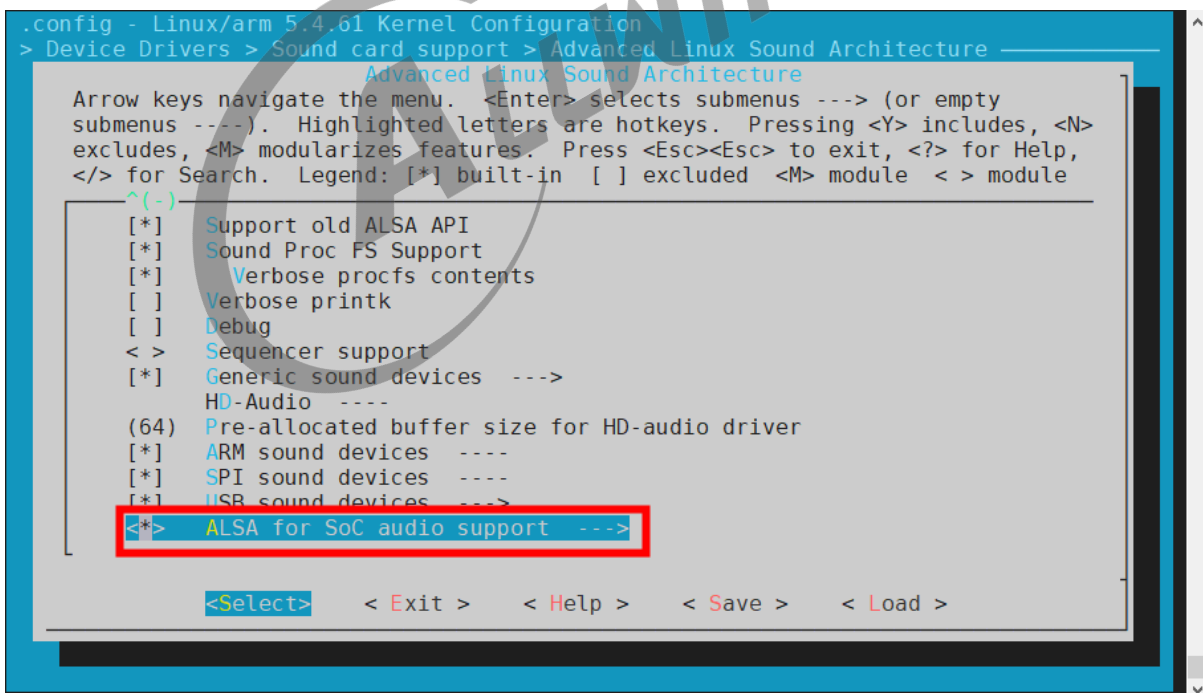 .config - Linux/arm 5.4.61 Kernel Configuration
> Device Drivers > Sound card support > Advanced Linux Sound Architecture
Advanced Linux Sound Architecture
Arrow keys navigate the menu.  <Enter> selects submenus ---> (or empty
submenus ----).  Highlighted letters are hotkeys.  Pressing <Y> includes, <N>
excludes, <M> modularizes features.  Press <Esc><Esc> to exit, <?> for Help,
</> for Search.  Legend: [*] built-in  [ ] excluded  <M> module  < > module
^(-)
[*]   Support old ALSA API
[*]   Sound Proc FS Support
[*]     Verbose procfs contents
[ ]   Verbose printk
[ ]   Debug
< >   Sequencer support
[*]   Generic sound devices  --->
HD-Audio  ----
(64)  Pre-allocated buffer size for HD-audio driver
[*]   ARM sound devices  ----
[*]   SPI sound devices  ----
[*]   USB sound devices  --->
<*>   ALSA for SoC audio support  --->
<Select>    < Exit >    < Help >    < Save >    < Load >